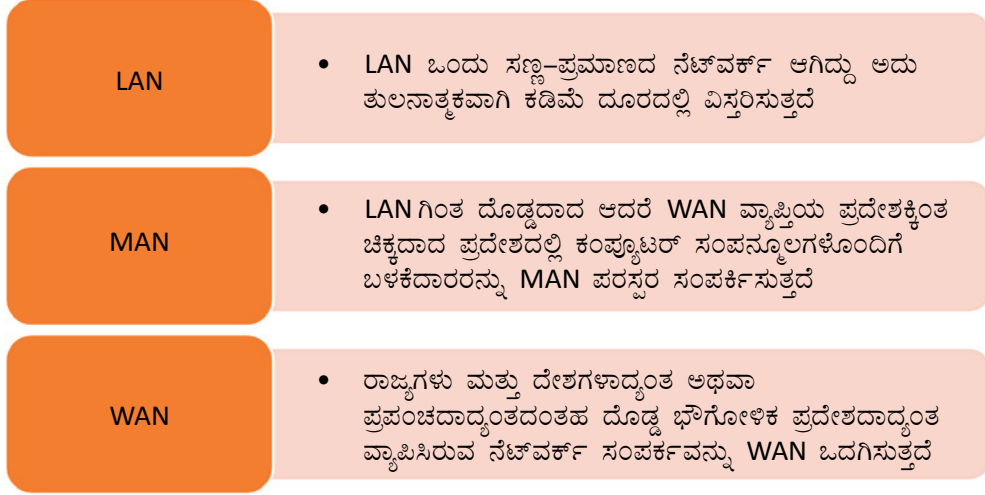 LAN
• LAN ಒಂದು ಸಣ್ಣ–ಪ್ರಮಾಣದ ನೆಟ್‌ವರ್ಕ್ ಆಗಿದ್ದು ಅದು
ತುಲನಾತ್ಮಕವಾಗಿ ಕಡಿಮೆ ದೂರದಲ್ಲಿ ವಿಸ್ತರಿಸುತ್ತದೆ
MAN
• LAN ಗಿಂತ ದೊಡ್ಡದಾದ ಆದರೆ WAN ವ್ಯಾಪ್ತಿಯ ಪ್ರದೇಶಕ್ಕಿಂತ
ಚಿಕ್ಕದಾದ ಪ್ರದೇಶದಲ್ಲಿ ಕಂಪ್ಯೂಟರ್ ಸಂಪನ್ಮೂಲಗಳೊಂದಿಗೆ
ಬಳಕೆದಾರರನ್ನು MAN ಪರಸ್ಪರ ಸಂಪರ್ಕಿಸುತ್ತದೆ
WAN
• ರಾಜ್ಯಗಳು ಮತ್ತು ದೇಶಗಳಾದ್ಯಂತ ಅಥವಾ
ಪ್ರಪಂಚದಾದ್ಯಂತದಂತಹ ದೊಡ್ಡ ಭೌಗೋಳಿಕ ಪ್ರದೇಶದಾದ್ಯಂತ
ವ್ಯಾಪಿಸಿರುವ ನೆಟ್‌ವರ್ಕ್ ಸಂಪರ್ಕವನ್ನು WAN ಒದಗಿಸುತ್ತದೆ